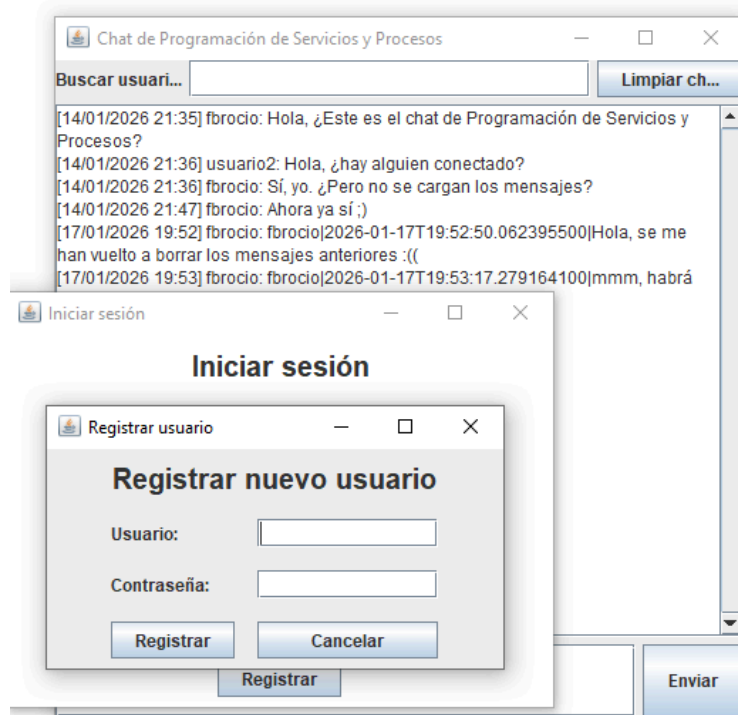 Chat de Programación de Servicios y Procesos
Buscar usuari...
Limpiar ch...
[14/01/2026 21:35] fbrocio: Hola, ¿Este es el chat de Programación de Servicios y
Procesos?
[14/01/2026 21:36] usuario2: Hola, ¿hay alguien conectado?
[14/01/2026 21:36] fbrocio: Sí, yo. ¿Pero no se cargan los mensajes?
[14/01/2026 21:47] fbrocio: Ahora ya sí ;)
[17/01/2026 19:52] fbrocio: fbrocio|2026-01-17T19:52:50.062395500|Hola, se me
han vuelto a borrar los mensajes anteriores :((
[17/01/2026 19:53] fbrocio: fbrocio|2026-01-17T19:53:17.279164100|mmm, habrá
Iniciar sesión
Iniciar sesión
Registrar usuario
Registrar nuevo usuario
Usuario:
Contraseña:
Registrar
Cancelar
Registrar
Enviar